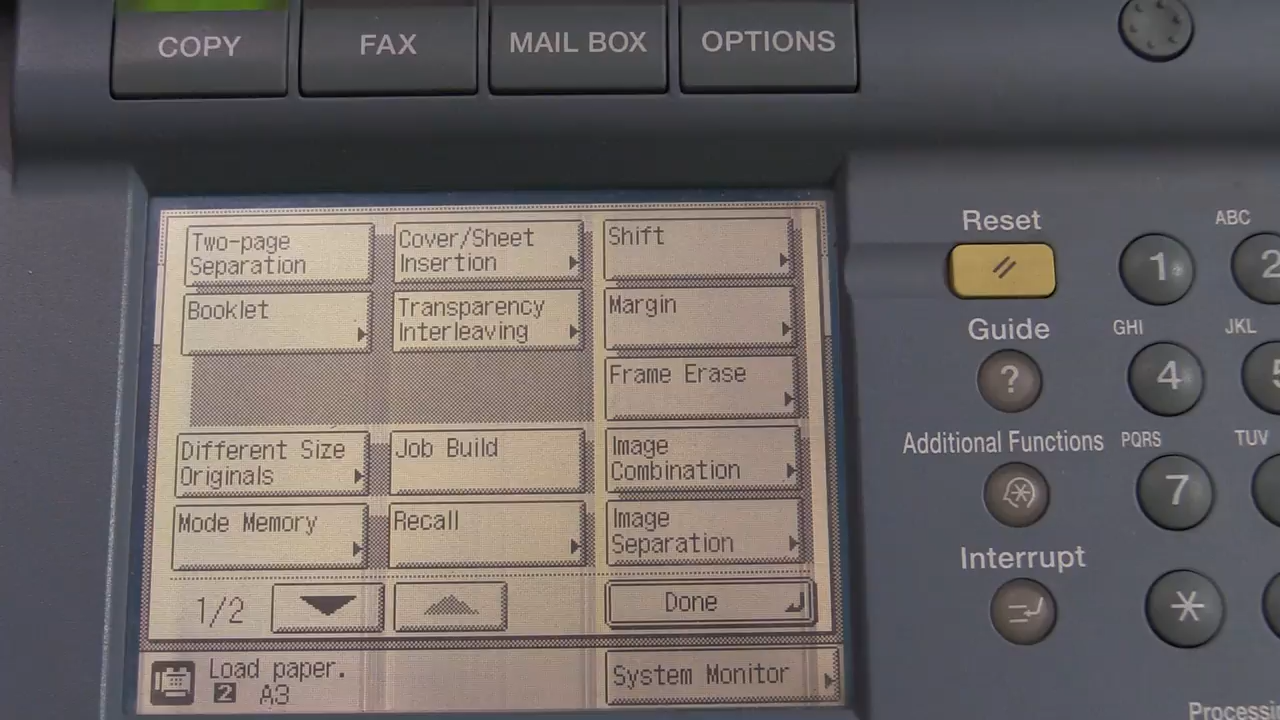 COPY
FAX
MAIL BOX
OPTIONS
Two-page
Separation
Cover/Sheet
Insertion
Shift
Booklet
Transparency
Interleaving
Margin
Frame Erase
Different Size
Originals
Job Build
Image
Combination
Mode Memory
Recall
Image
Separation
1/2
Done
Load paper.
2 A3
System Monitor
Reset
Guide
?
Additional Functions
Interrupt
1
ABC
2
GHI
4
JKL
5
PQRS
7
TUV
*